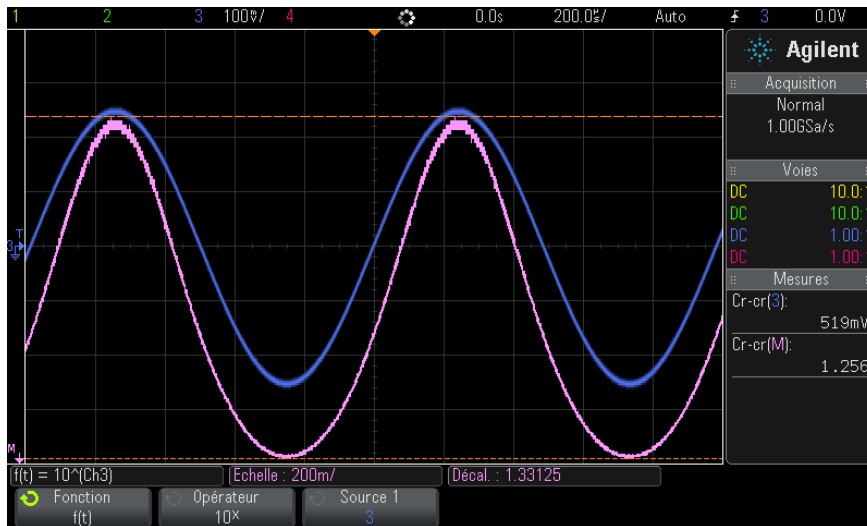 1 2 3 100㎷/ 4 0.0s 200.0㎲/ Auto 3 0.0V
Agilent
Acquisition
Normal
1.00GSa/s
Voies
DC 10.0:
DC 10.0:
DC 1.00:
DC 1.00:
Mesures
Cr-cr(3):
519mV
Cr-cr(M):
1.256
T
3
M
f(t) = 10^(Ch3) Echelle : 200m/ Décal. : 1.33125
Fonction Opérateur Source 1
f(t) 10ˣ 3